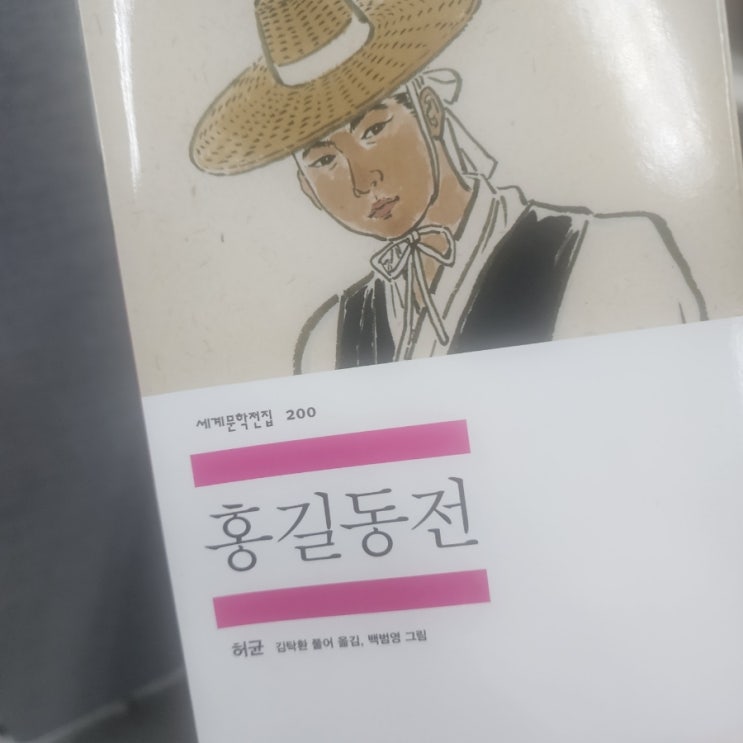 세계문학전집 200
홍길동전
허균 김탁환 풀어 옮김, 백범영 그림